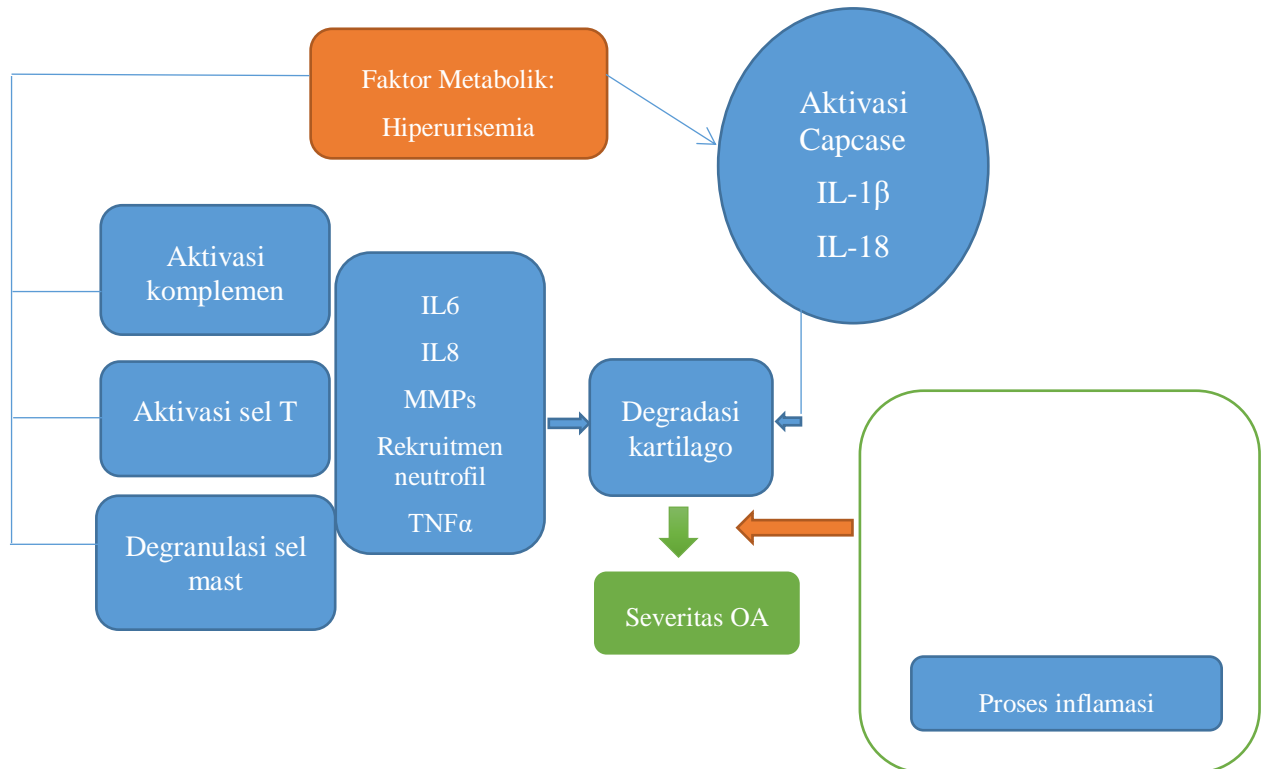 Faktor Metabolik:
Hiperurisemia
Aktivasi
Capcase
IL-1β
IL-18
Aktivasi
komplemen
Aktivasi sel T
Degranulasi sel
mast
IL6
IL8
MMPs
Rekruitmen
neutrofil
TNFα
Degradasi
kartilago
Severitas OA
Proses inflamasi